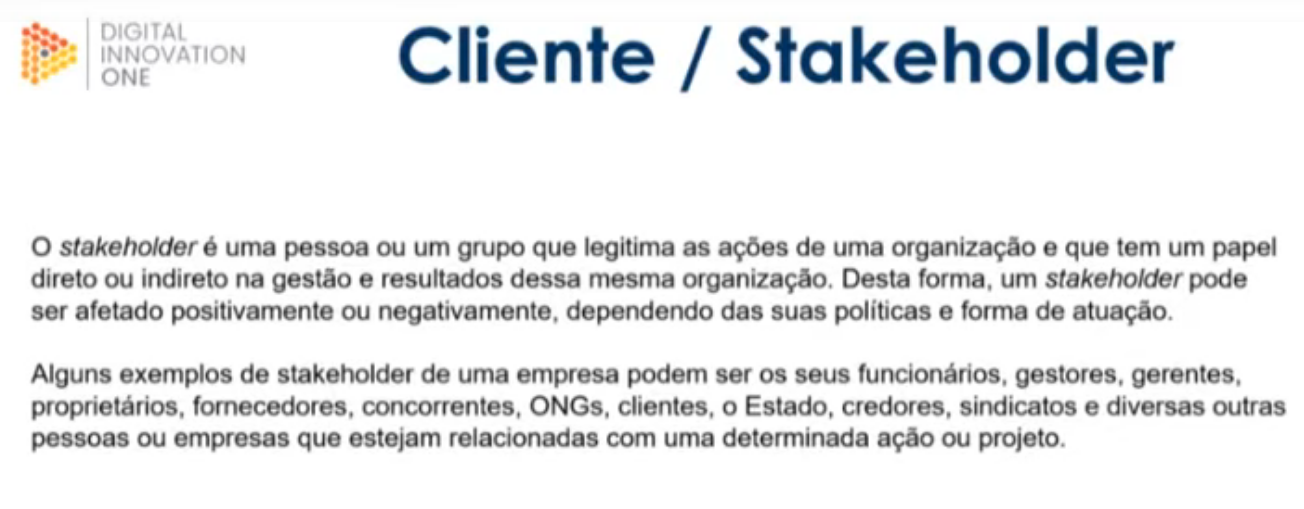 DIGITAL
INNOVATION
ONE
Cliente / Stakeholder
O stakeholder é uma pessoa ou um grupo que legitima as ações de uma organização e que tem um papel
direto ou indireto na gestão e resultados dessa mesma organização. Desta forma, um stakeholder pode
ser afetado positivamente ou negativamente, dependendo das suas políticas e forma de atuação.
Alguns exemplos de stakeholder de uma empresa podem ser os seus funcionários, gestores, gerentes,
proprietários, fornecedores, concorrentes, ONGs, clientes, o Estado, credores, sindicatos e diversas outras
pessoas ou empresas que estejam relacionadas com uma determinada ação ou projeto.